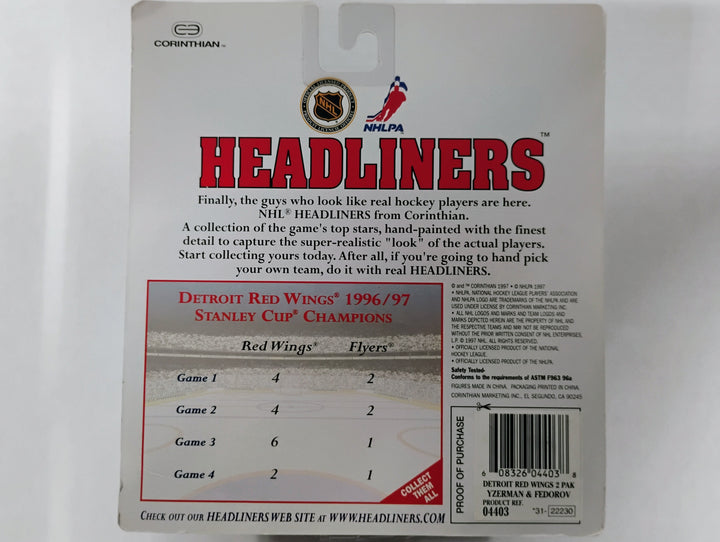 CORINTHIAN™
NHL
NHLPA
HEADLINERS™
Finally, the guys who look like real hockey players are here.
NHL® HEADLINERS from Corinthian.
A collection of the game's top stars, hand-painted with the finest
detail to capture the super-realistic "look" of the actual players.
Start collecting yours today. After all, if you're going to hand pick
your own team, do it with real HEADLINERS.
DETROIT RED WINGS® 1996/97
STANLEY CUP® CHAMPIONS
Red Wings® Flyers®
Game 1 4 2
Game 2 4 2
Game 3 6 1
Game 4 2 1
COLLECT
THEM
ALL
© and ™ CORINTHIAN 1997 • © NHLPA 1997
• NHLPA, NATIONAL HOCKEY LEAGUE PLAYERS' ASSOCIATION
AND NHLPA LOGO ARE TRADEMARKS OF THE NHLPA AND ARE
USED UNDER LICENSE BY CORINTHIAN MARKETING INC.
• ALL NHL LOGOS AND MARKS AND TEAM LOGOS AND
MARKS DEPICTED HEREIN ARE THE PROPERTY OF NHL AND
THE RESPECTIVE TEAMS AND MAY NOT BE REPRODUCED
WITHOUT THE PRIOR WRITTEN CONSENT OF NHL ENTERPRISES,
L.P. © 1997 NHL. ALL RIGHTS RESERVED.
• OFFICIALLY LICENSED PRODUCT OF THE NATIONAL
HOCKEY LEAGUE.
• OFFICIALLY LICENSED PRODUCT OF THE NHLPA.
Safety Tested-
Conforms to the requirements of ASTM F963 96a
FIGURES MADE IN CHINA. PACKAGING PRINTED IN CHINA.
CORINTHIAN MARKETING INC., EL SEGUNDO, CA 90245
PROOF OF PURCHASE
6 08326 04403 8
DETROIT RED WINGS 2 PAK
YZERMAN & FEDOROV
PRODUCT REF.
04403 *31- 22230
CHECK OUT OUR HEADLINERS WEB SITE AT WWW.HEADLINERS.COM